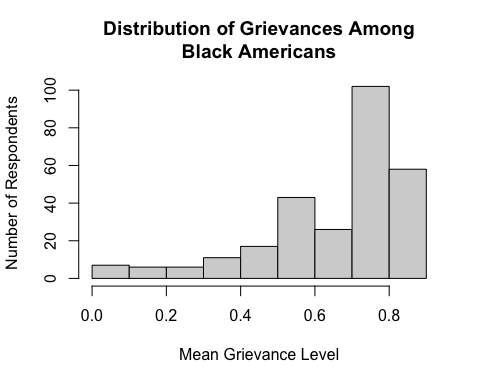 Distribution of Grievances Among
Black Americans
Number of Respondents
100
80
60
40
20
0
0.0 0.2 0.4 0.6 0.8
Mean Grievance Level